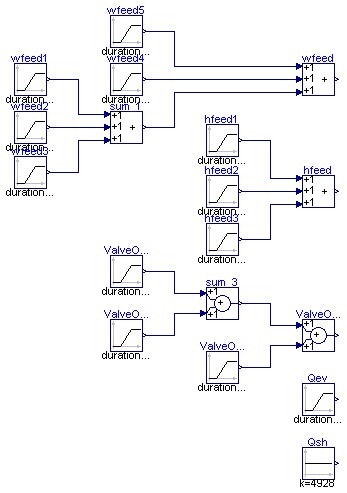 wfeed5
duration...
wfeed1
duration...
wfeed4
duration...
wfeed
+1
+1
+1
+
wfeed2
duration...
sum_1
+1
+1
+1
+
wfeed3
duration...
hfeed1
duration...
hfeed2
duration...
hfeed
+1
+1
+1
+
hfeed3
duration...
ValveO...
duration...
sum_3
+1
+1
+
ValveO...
duration...
ValveO...
+1
+1
+
ValveO...
duration...
Qev
duration...
Qsh
k=4928